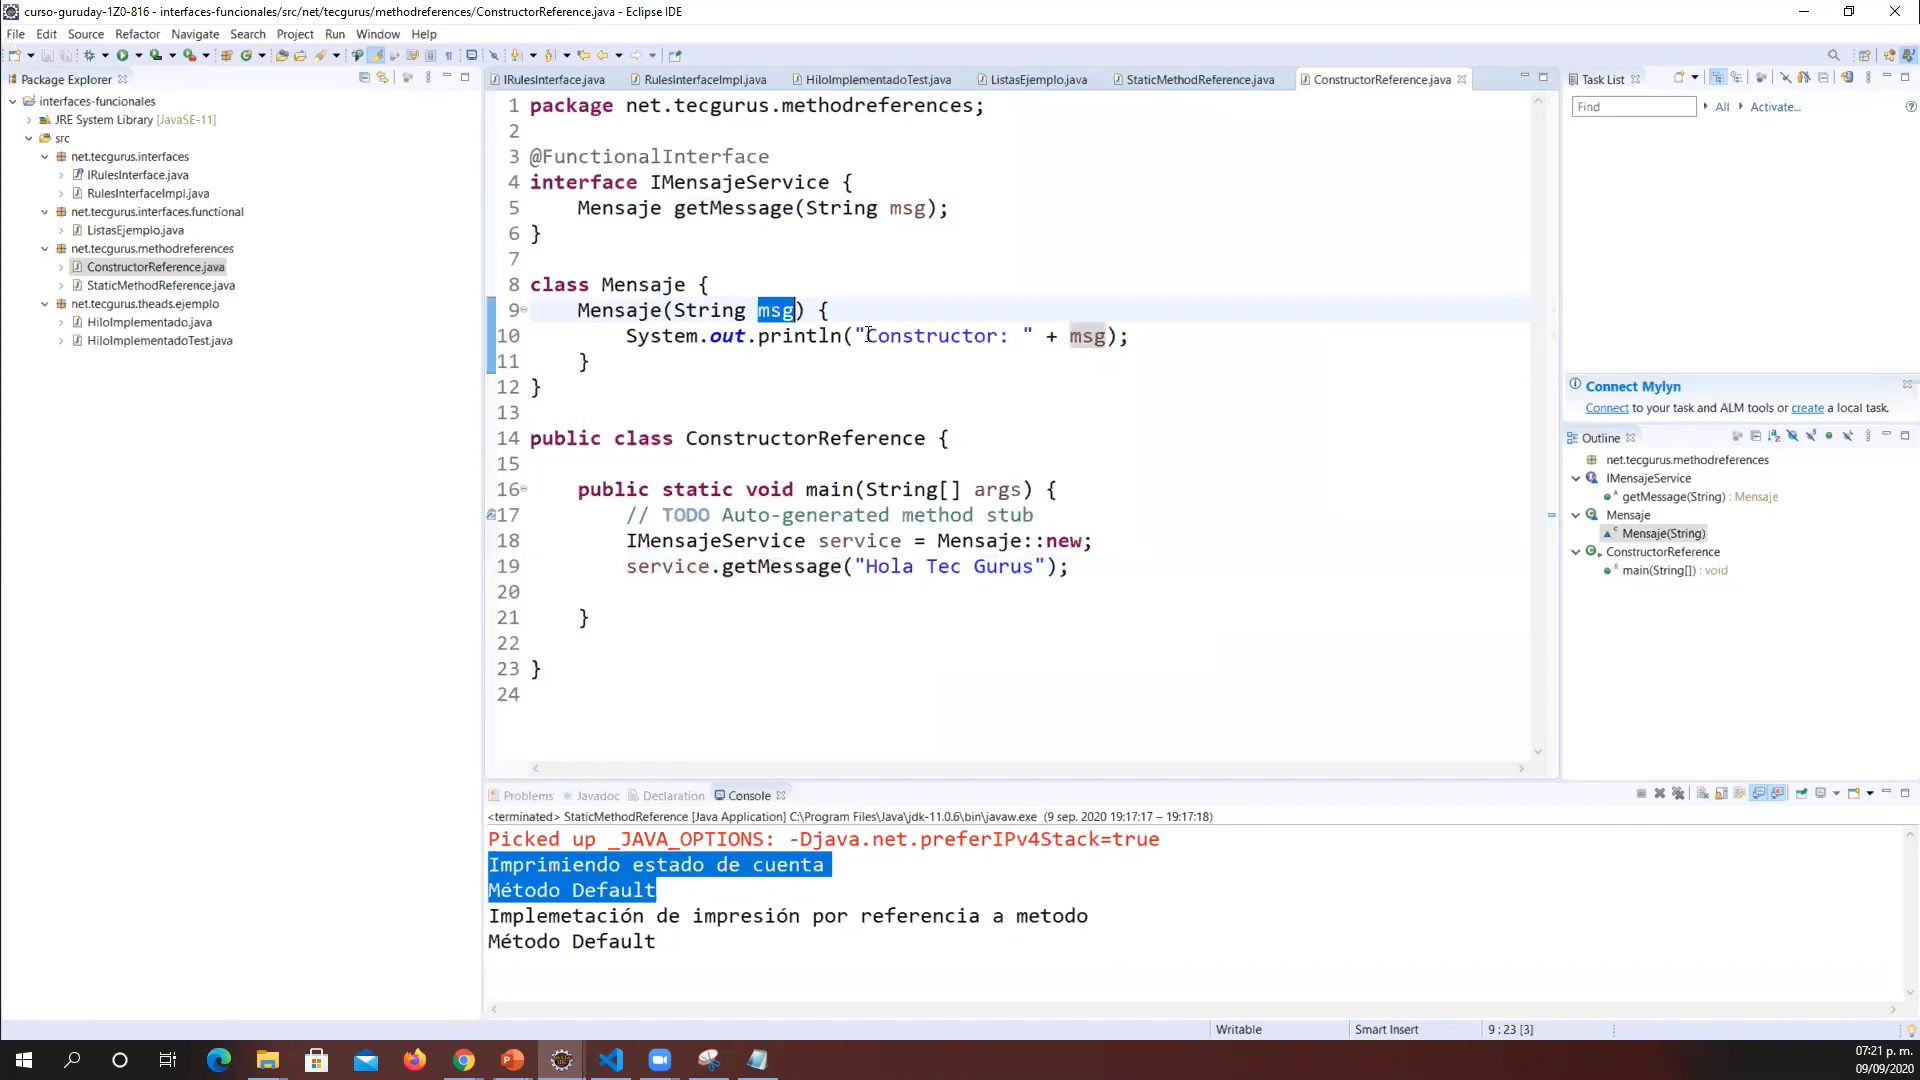 curso-guruday-1Z0-816 - interfaces-funcionales/src/net/tecgurus/methodreferences/ConstructorReference.java - Eclipse IDE
File Edit Source Refactor Navigate Search Project Run Window Help
Package Explorer
interfaces-funcionales
JRE System Library [JavaSE-11]
src
net.tecgurus.interfaces
IRulesInterface.java
RulesInterfaceImpl.java
net.tecgurus.interfaces.functional
ListasEjemplo.java
net.tecgurus.methodreferences
ConstructorReference.java
StaticMethodReference.java
net.tecgurus.theads.ejemplo
HiloImplementado.java
HiloImplementadoTest.java
IRulesInterface.java RulesInterfaceImpl.java HiloImplementadoTest.java ListasEjemplo.java StaticMethodReference.java ConstructorReference.java
1 package net.tecgurus.methodreferences;
2
3 @FunctionalInterface
4 interface IMensajeService {
5 Mensaje getMessage(String msg);
6 }
7
8 class Mensaje {
9 Mensaje(String msg) {
10 System.out.println("Constructor: " + msg);
11 }
12 }
13
14 public class ConstructorReference {
15
16 public static void main(String[] args) {
17 // TODO Auto-generated method stub
18 IMensajeService service = Mensaje::new;
19 service.getMessage("Hola Tec Gurus");
20
21 }
22
23 }
24
Task List
Find All Activate...
Connect Mylyn
Connect to your task and ALM tools or create a local task.
Outline
net.tecgurus.methodreferences
IMensajeService
getMessage(String) : Mensaje
Mensaje
Mensaje(String)
ConstructorReference
main(String[]) : void
Problems Javadoc Declaration Console
<terminated> StaticMethodReference [Java Application] C:\Program Files\Java\jdk-11.0.6\bin\javaw.exe (9 sep. 2020 19:17:17 – 19:17:18)
Picked up _JAVA_OPTIONS: -Djava.net.preferIPv4Stack=true
Imprimiendo estado de cuenta
Método Default
Implemetación de impresión por referencia a metodo
Método Default
Writable Smart Insert 9 : 23 [3]
07:21 p. m.
09/09/2020